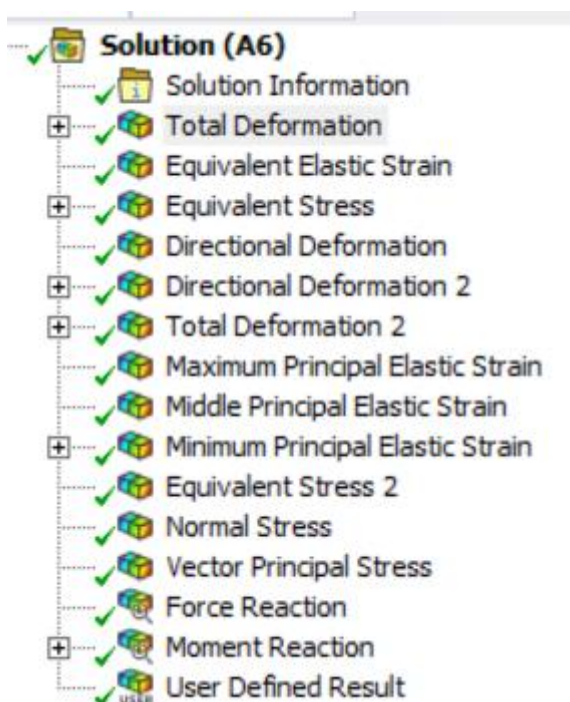 Solution (A6)
Solution Information
Total Deformation
Equivalent Elastic Strain
Equivalent Stress
Directional Deformation
Directional Deformation 2
Total Deformation 2
Maximum Principal Elastic Strain
Middle Principal Elastic Strain
Minimum Principal Elastic Strain
Equivalent Stress 2
Normal Stress
Vector Principal Stress
Force Reaction
Moment Reaction
User Defined Result